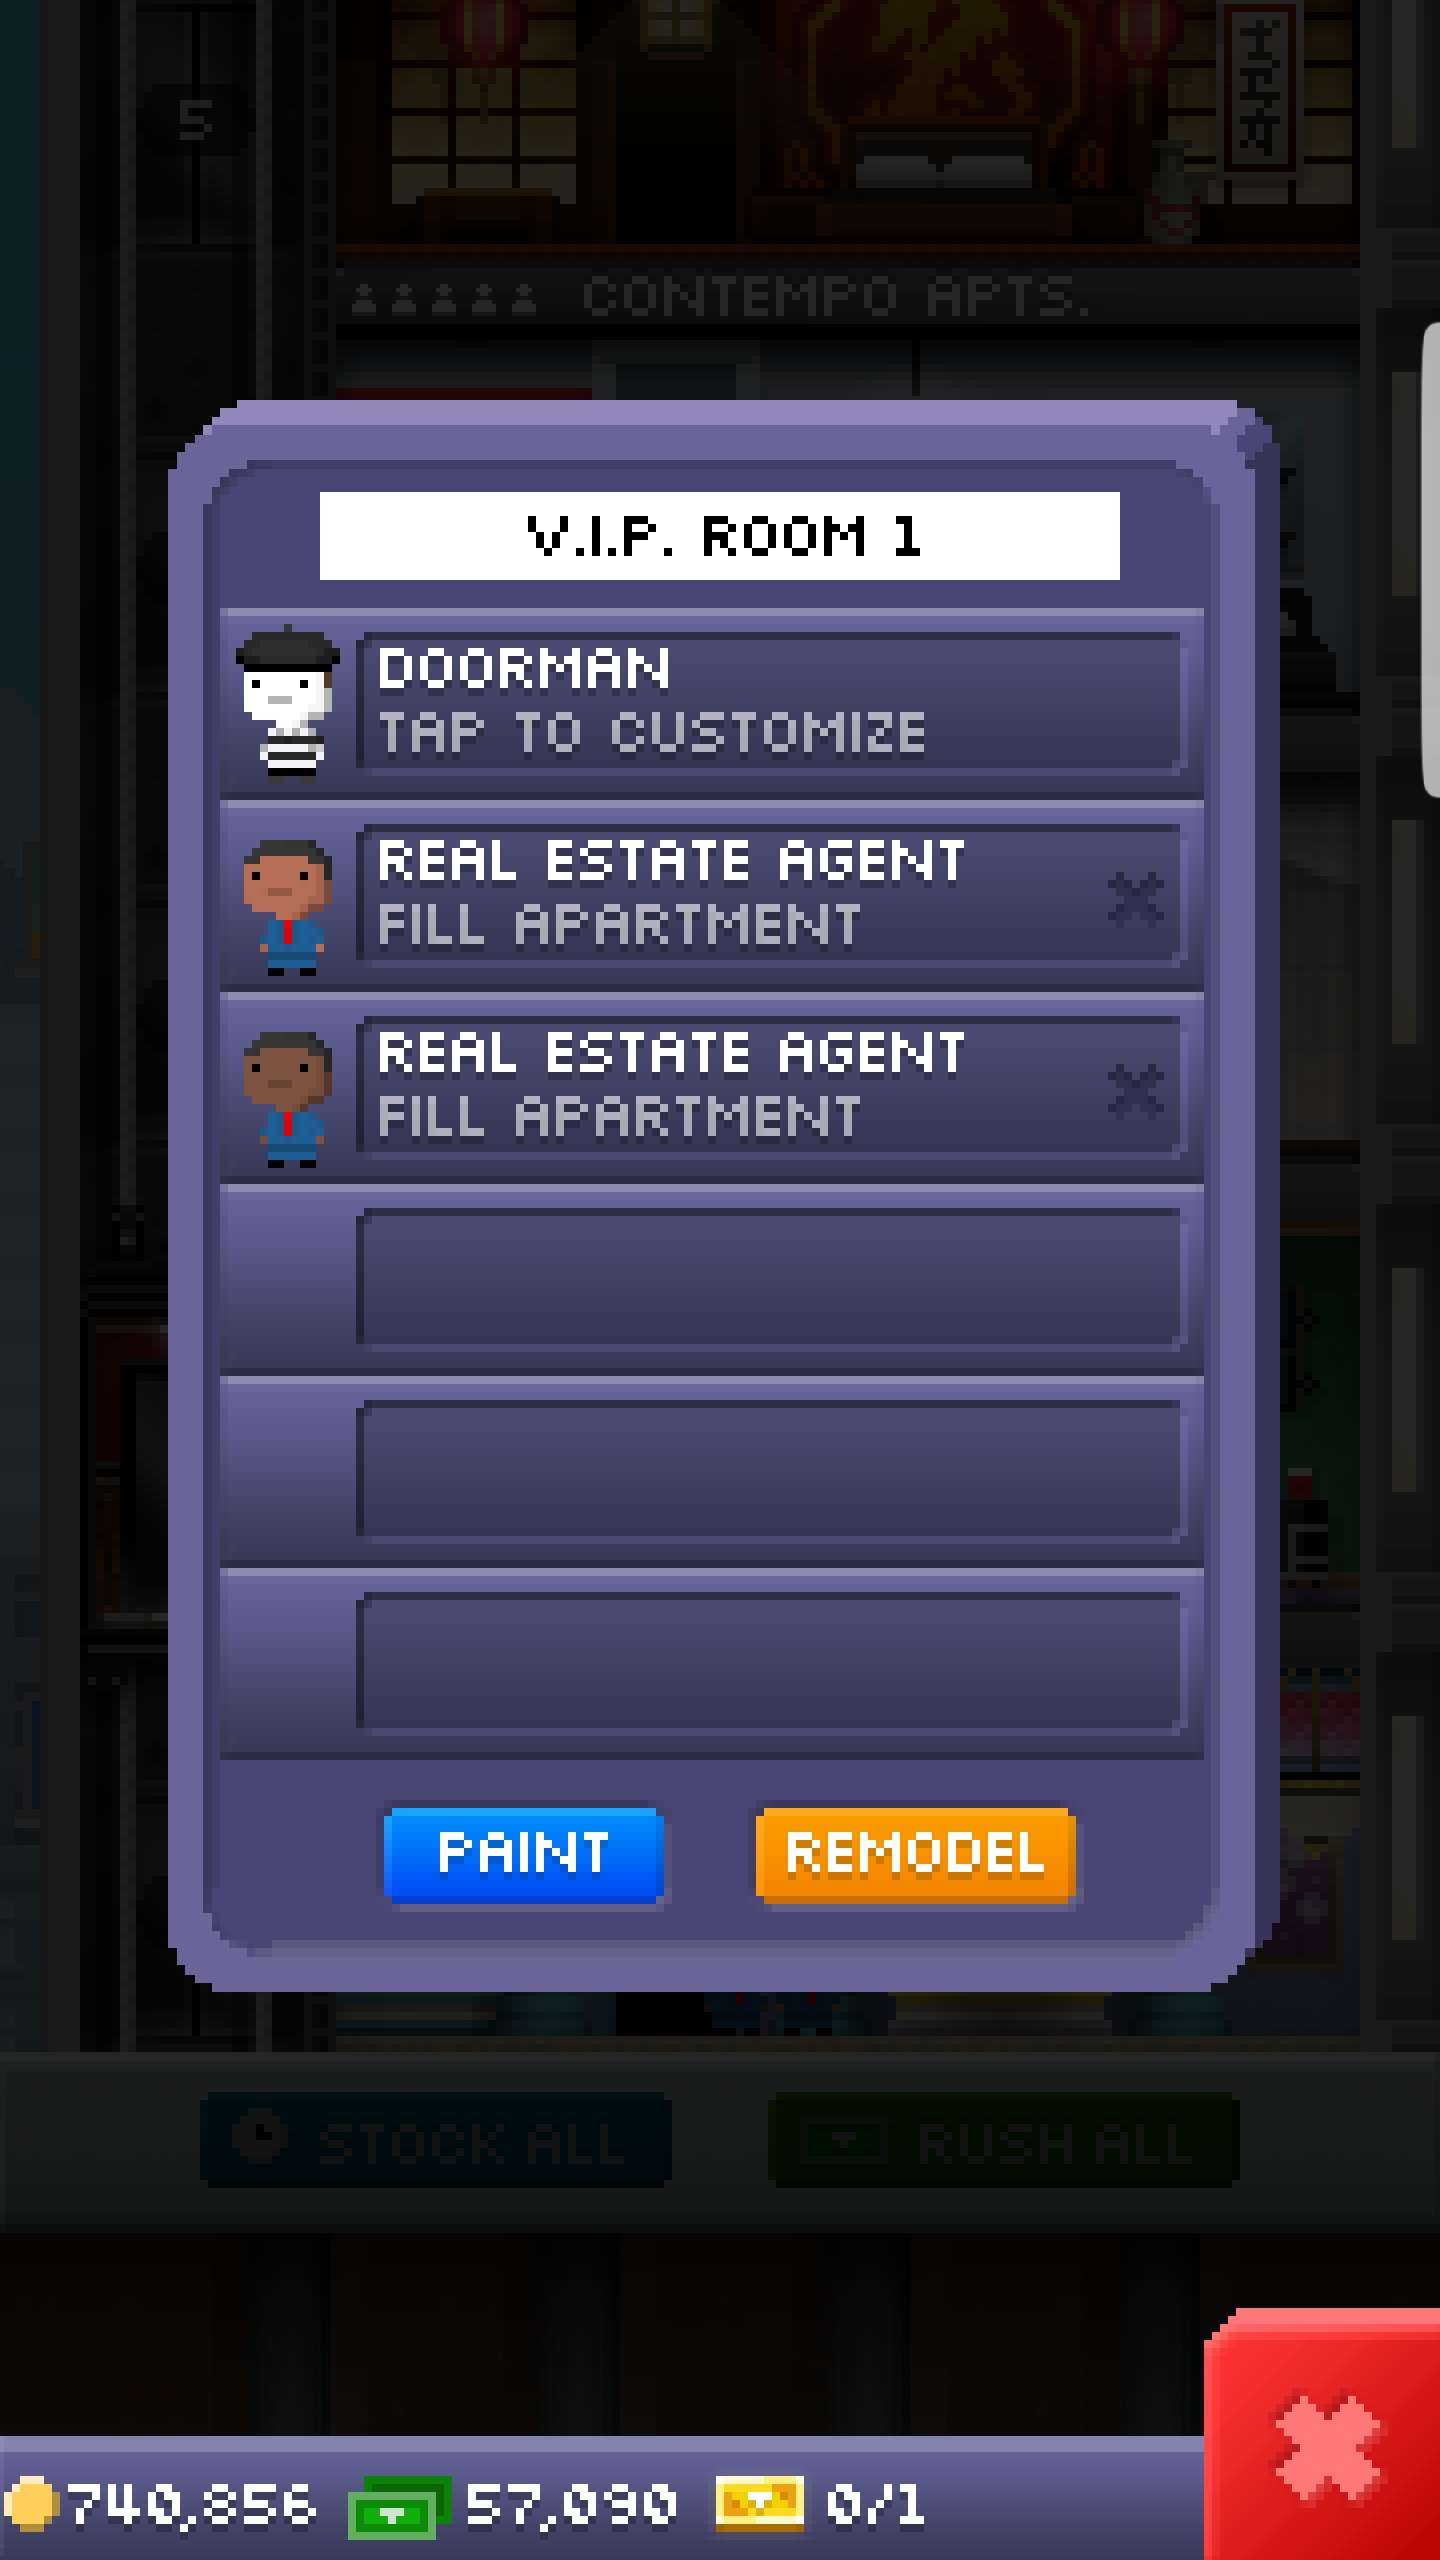 5
CONTEMPO APTS.
V.I.P. ROOM 1
DOORMAN
TAP TO CUSTOMIZE
REAL ESTATE AGENT
FILL APARTMENT
REAL ESTATE AGENT
FILL APARTMENT
PAINT
REMODEL
STOCK ALL
RUSH ALL
740,856
57,090
0/1